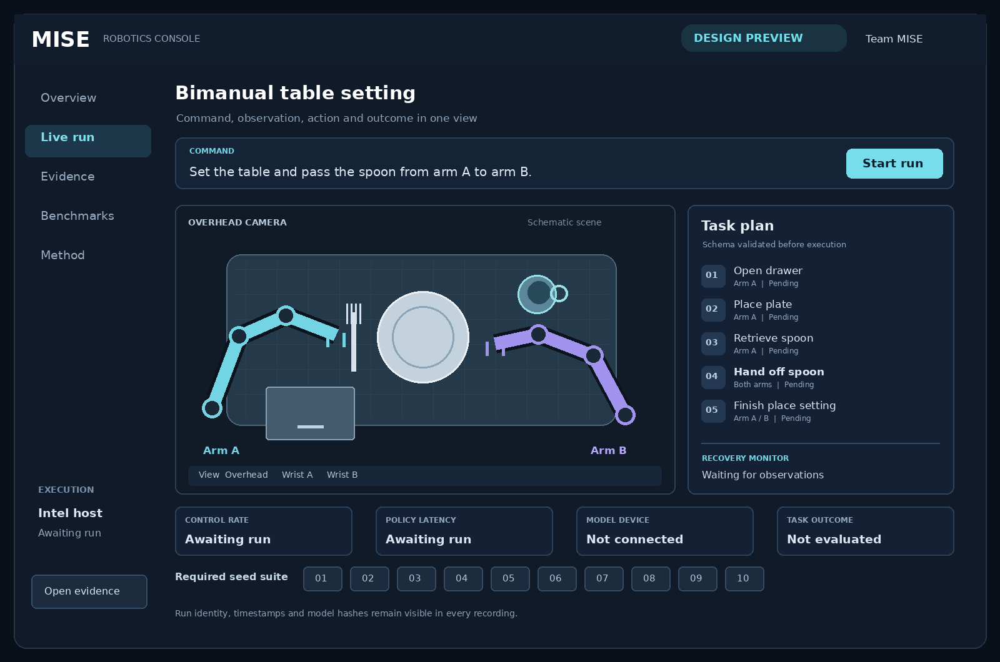 MISE ROBOTICS CONSOLE
DESIGN PREVIEW
Team MISE
Overview
Live run
Evidence
Benchmarks
Method
EXECUTION
Intel host
Awaiting run
Open evidence
Bimanual table setting
Command, observation, action and outcome in one view
COMMAND
Set the table and pass the spoon from arm A to arm B.
Start run
OVERHEAD CAMERA
Schematic scene
Arm A
Arm B
View Overhead Wrist A Wrist B
Task plan
Schema validated before execution
01 Open drawer
Arm A | Pending
02 Place plate
Arm A | Pending
03 Retrieve spoon
Arm A | Pending
04 Hand off spoon
Both arms | Pending
05 Finish place setting
Arm A / B | Pending
RECOVERY MONITOR
Waiting for observations
CONTROL RATE
Awaiting run
POLICY LATENCY
Awaiting run
MODEL DEVICE
Not connected
TASK OUTCOME
Not evaluated
Required seed suite 01 02 03 04 05 06 07 08 09 10
Run identity, timestamps and model hashes remain visible in every recording.